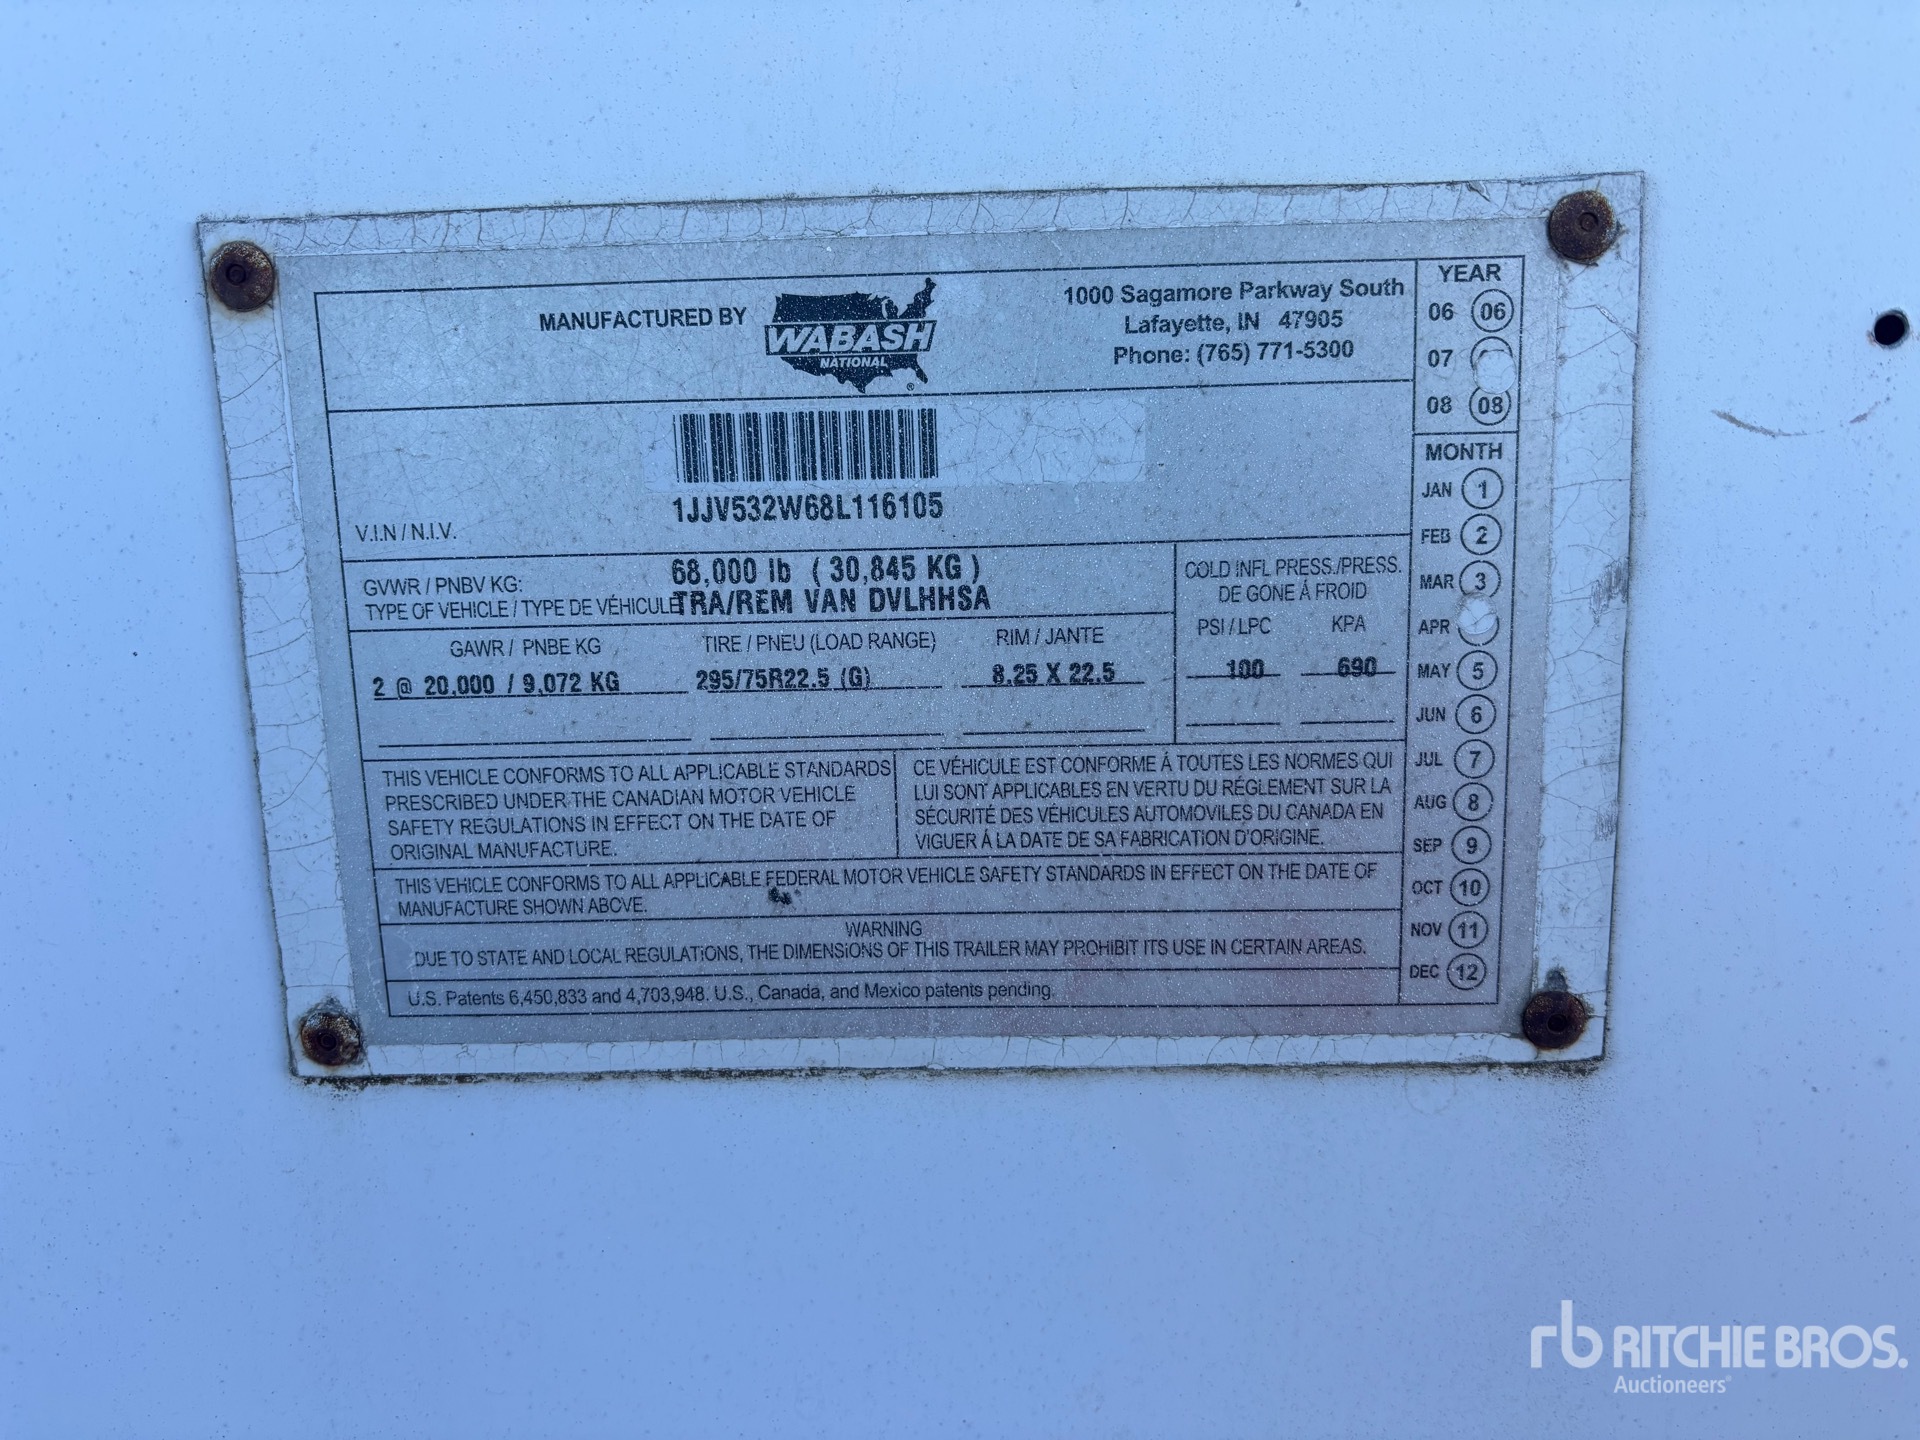 MANUFACTURED BY
WABASH
NATIONAL
®
1000 Sagamore Parkway South
Lafayette, IN 47905
Phone: (765) 771-5300
YEAR
06 06
07
08 08
V.I.N / N.I.V.
1JJV532W68L116105
GVWR / PNBV KG: 68,000 lb ( 30,845 KG )
TYPE OF VEHICLE / TYPE DE VÉHICULE TRA/REM VAN DVLHHSA
GAWR / PNBE KG TIRE / PNEU (LOAD RANGE) RIM / JANTE
2 @ 20,000 / 9,072 KG 295/75R22.5 (G) 8.25 X 22.5
COLD INFL PRESS./PRESS.
DE GONE À FROID
PSI / LPC KPA
100 690
MONTH
JAN 1
FEB 2
MAR 3
APR
MAY 5
JUN 6
JUL 7
AUG 8
SEP 9
OCT 10
NOV 11
DEC 12
THIS VEHICLE CONFORMS TO ALL APPLICABLE STANDARDS
PRESCRIBED UNDER THE CANADIAN MOTOR VEHICLE
SAFETY REGULATIONS IN EFFECT ON THE DATE OF
ORIGINAL MANUFACTURE.
CE VÉHICULE EST CONFORME À TOUTES LES NORMES QUI
LUI SONT APPLICABLES EN VERTU DU RÉGLEMENT SUR LA
SÉCURITÉ DES VÉHICULES AUTOMOVILES DU CANADA EN
VIGUER Á LA DATE DE SA FABRICATION D'ORIGINE.
THIS VEHICLE CONFORMS TO ALL APPLICABLE FEDERAL MOTOR VEHICLE SAFETY STANDARDS IN EFFECT ON THE DATE OF
MANUFACTURE SHOWN ABOVE.
WARNING
DUE TO STATE AND LOCAL REGULATIONS, THE DIMENSIONS OF THIS TRAILER MAY PROHIBIT ITS USE IN CERTAIN AREAS.
U.S. Patents 6,450,833 and 4,703,948. U.S., Canada, and Mexico patents pending.
rb RITCHIE BROS.
Auctioneers